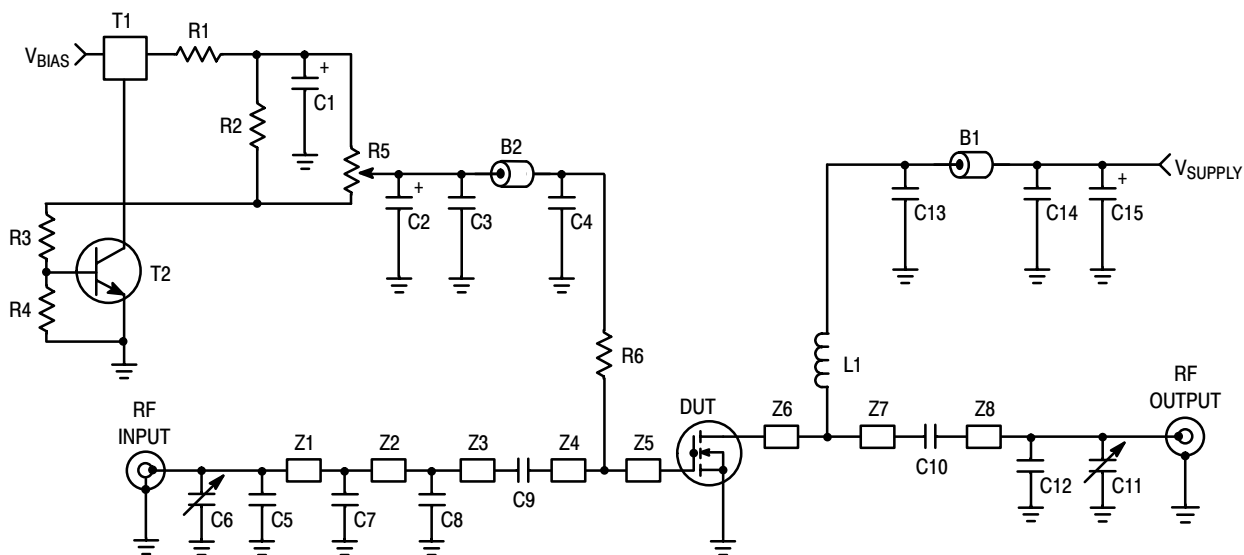 T1
R1
VBIAS
+
C1
R2
R5
B2
B1
+
C2
C3
C4
C13
C14
+
C15
VSUPPLY
R3
T2
R4
R6
L1
RF
INPUT
Z1
Z2
Z3
Z4
Z5
DUT
Z6
Z7
Z8
RF
OUTPUT
C9
C10
C6
C5
C7
C8
C12
C11